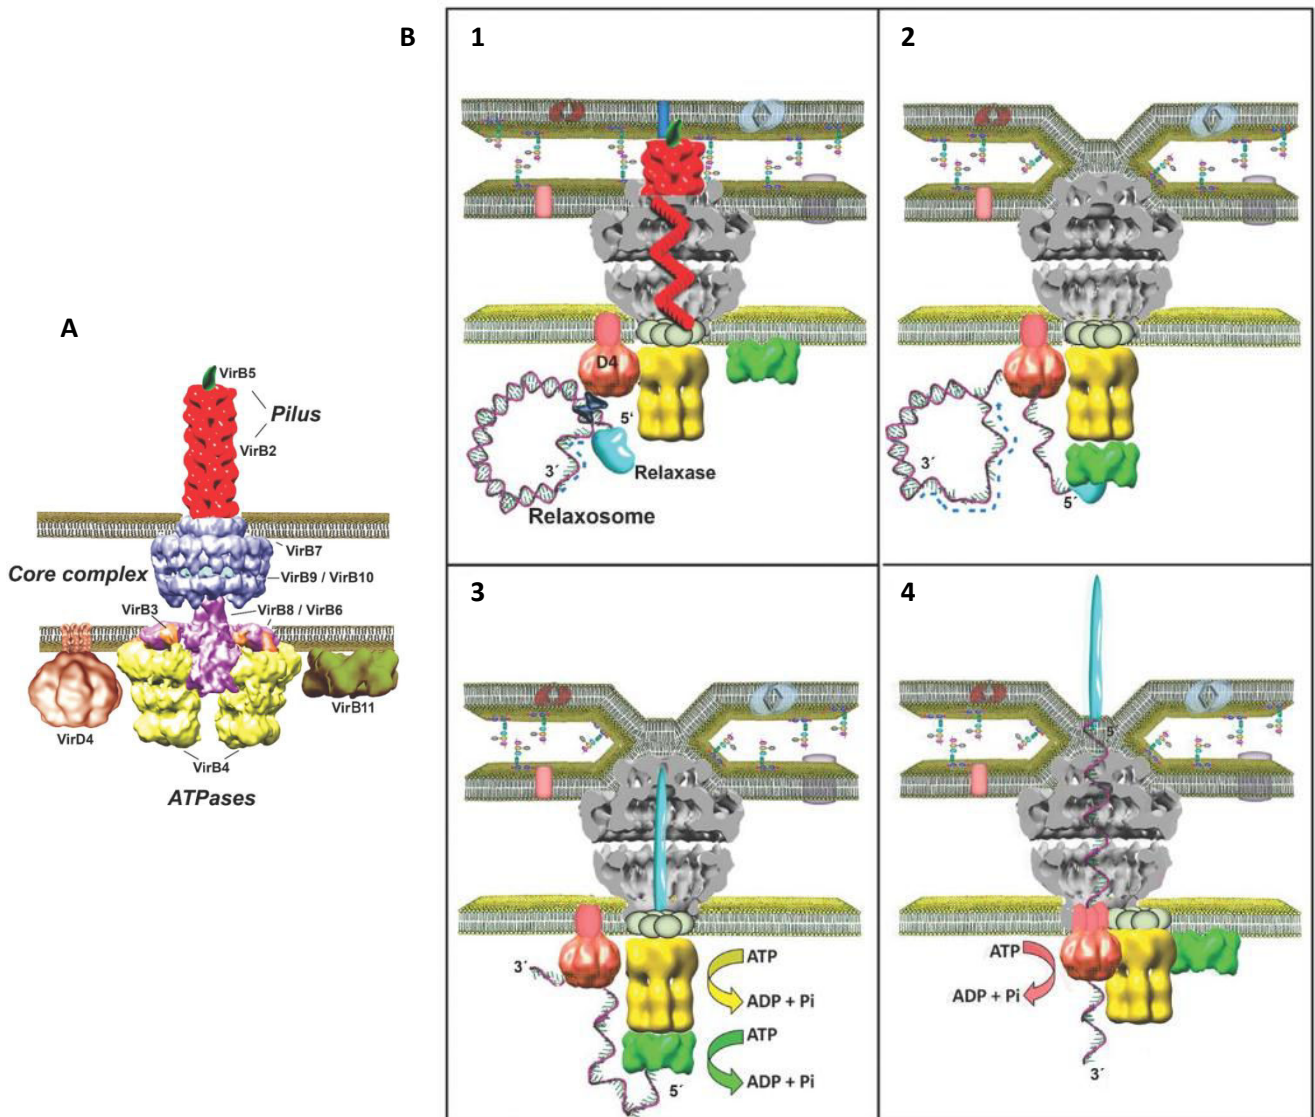 A
VirB5
Pilus
VirB2
VirB7
Core complex
VirB9 / VirB10
VirB3
VirB8 / VirB6
VirB11
VirD4
VirB4
ATPases
B
1
D4
5'
3´
Relaxase
Relaxosome
2
3´
5´
3
3´
ATP
ADP + Pi
ATP
ADP + Pi
5´
4
5´
ATP
ADP + Pi
3´